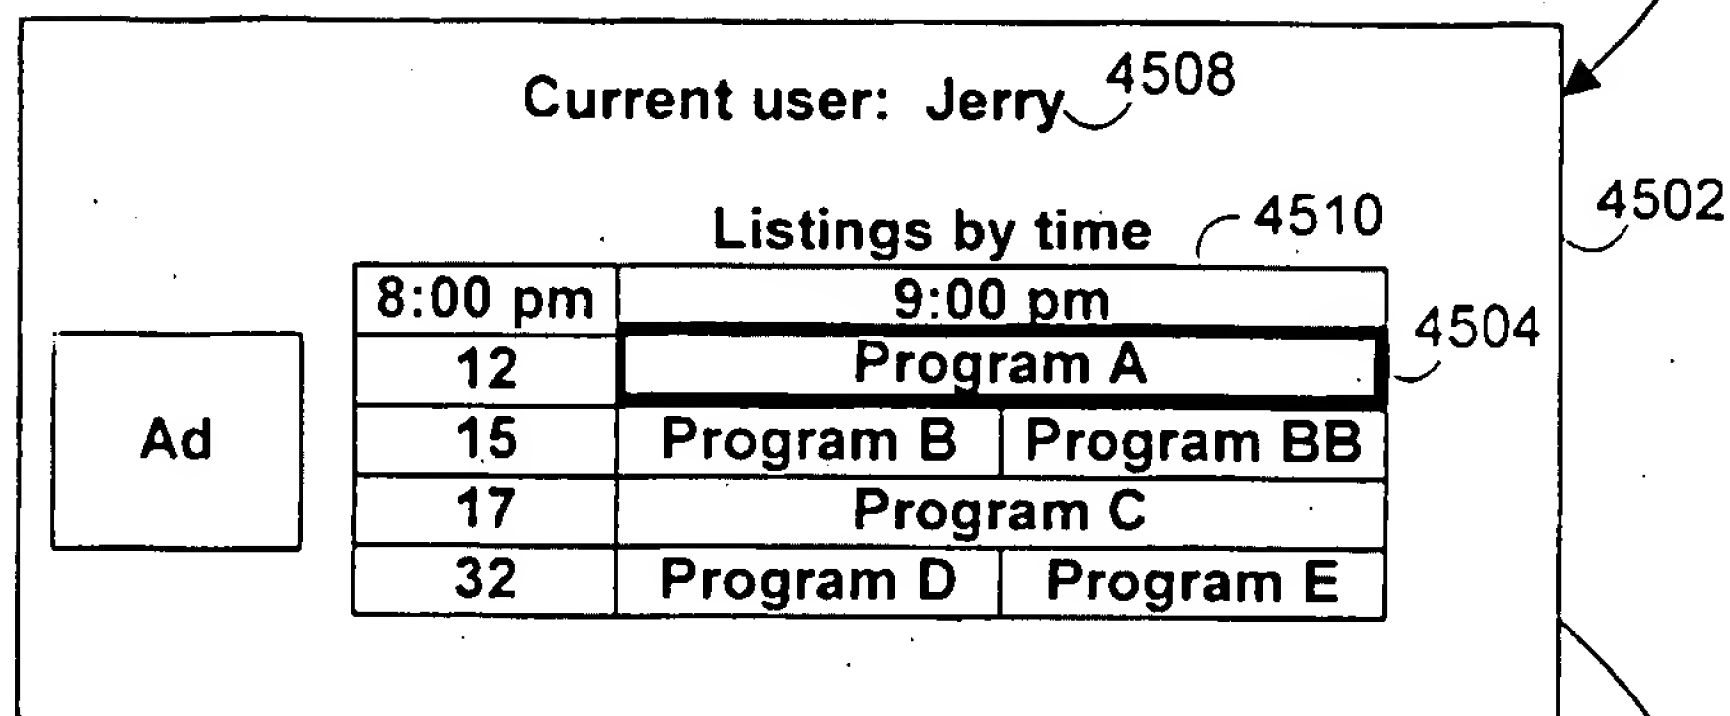 Current user: Jerry 4508
4502
Listings by time 4510
8:00 pm 9:00 pm
4504
12 Program A
Ad
15 Program B Program BB
17 Program C
32 Program D Program E